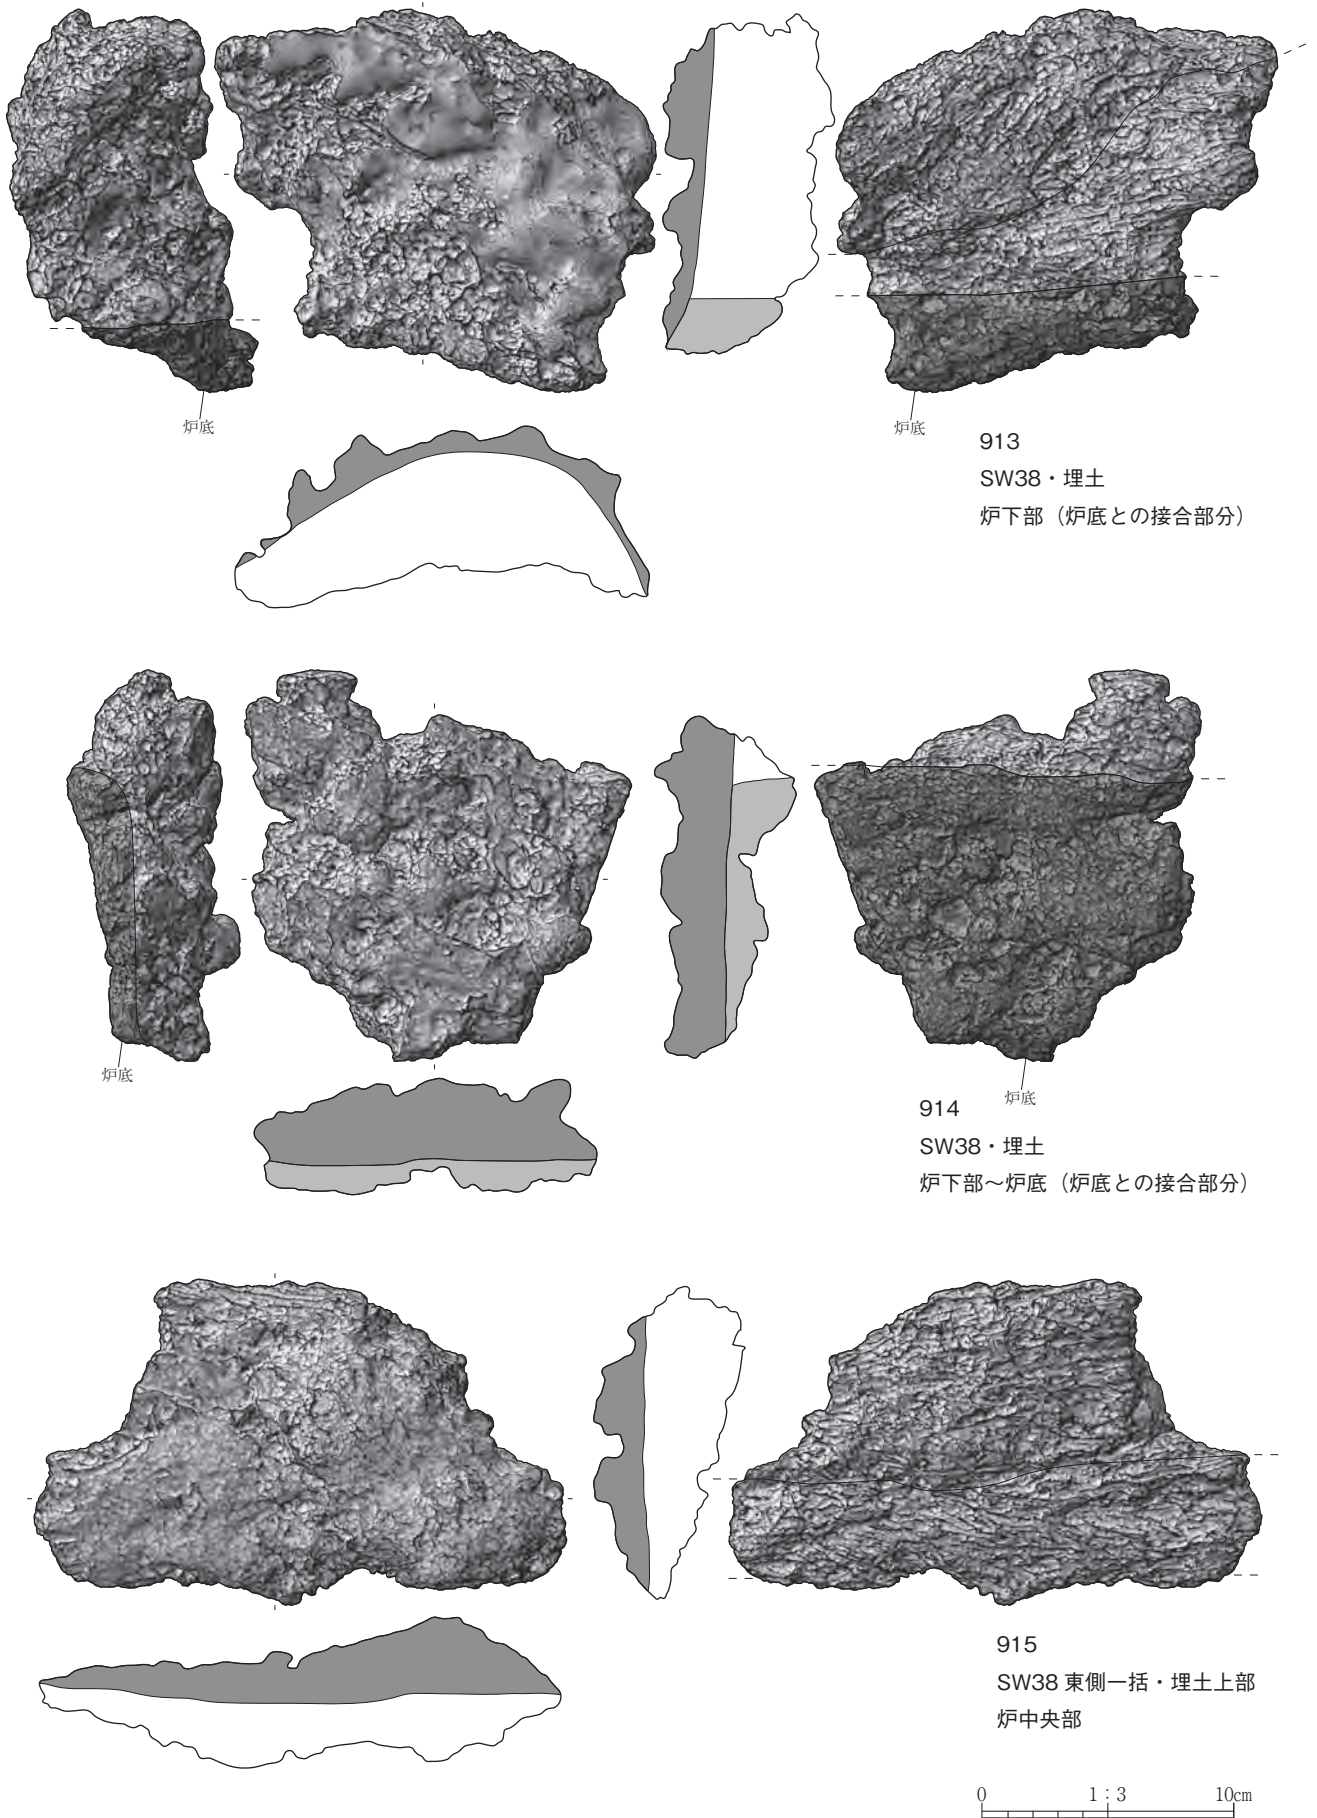 炉底
炉底
913
SW38・埋土
炉下部（炉底との接合部分）
炉底
炉底
914
SW38・埋土
炉下部～炉底（炉底との接合部分）
915
SW38 東側一括・埋土上部
炉中央部
0 1：3 10cm